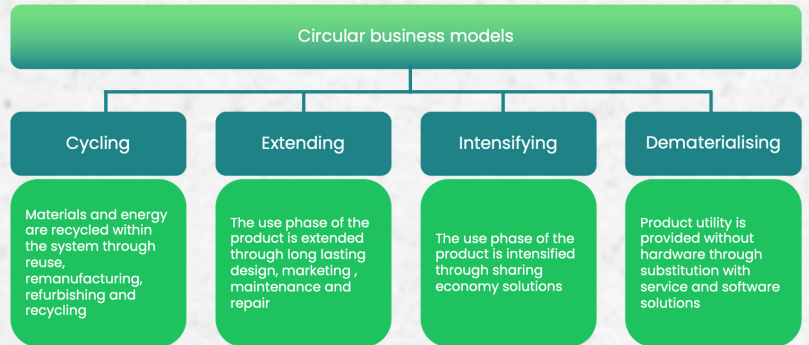 Circular business models
Cycling
Extending
Intensifying
Dematerialising
Materials and energy
are recycled within
the system through
reuse,
remanufacturing,
refurbishing and
recycling
The use phase of the
product is extended
through long lasting
design, marketing ,
maintenance and
repair
The use phase of the
product is intensified
through sharing
economy solutions
Product utility is
provided without
hardware through
substitution with
service and software
solutions